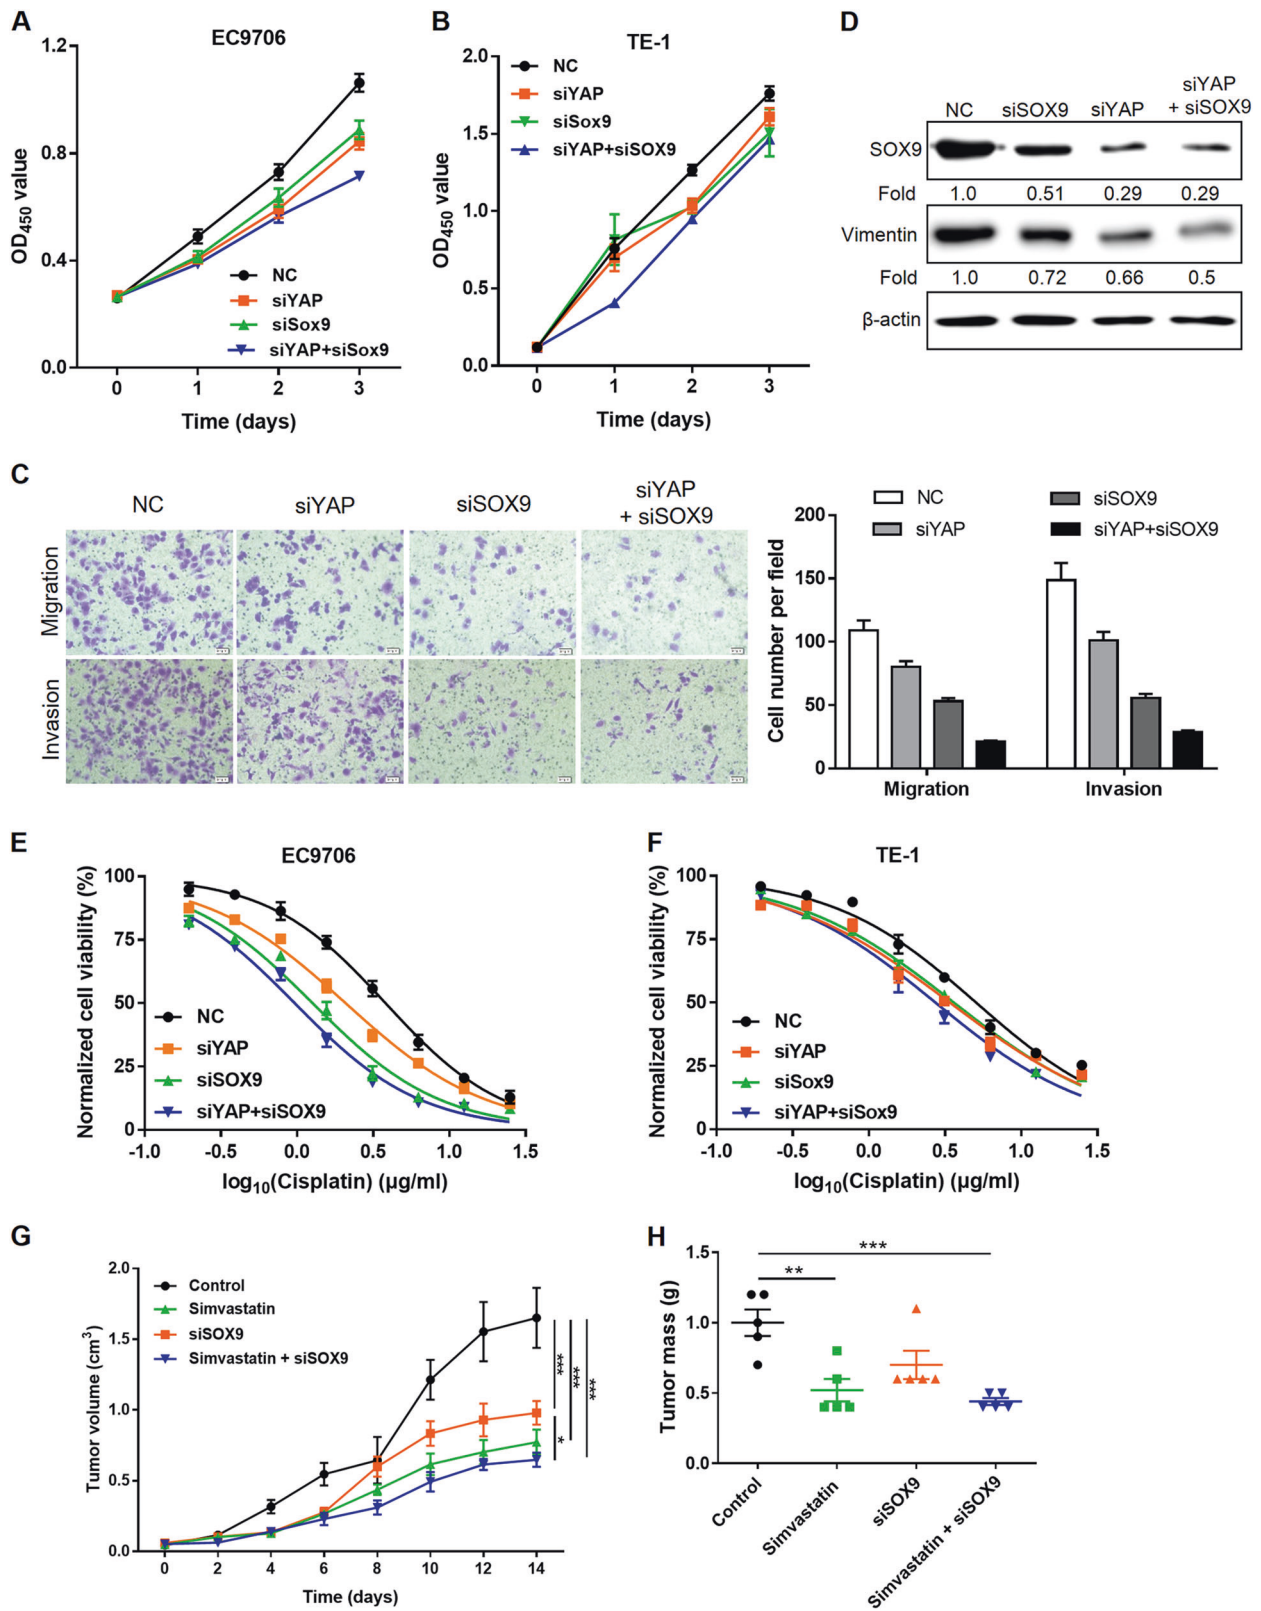 A
EC9706
OD450 value
1.2
0.8
0.4
0.0
0 1 2 3
Time (days)
NC
siYAP
siSox9
siYAP+siSox9
B
TE-1
OD450 value
2.0
1.5
1.0
0.5
0.0
0 1 2 3
Time (days)
NC
siYAP
siSox9
siYAP+siSOX9
D
NC siSOX9 siYAP siYAP + siSOX9
SOX9
Fold 1.0 0.51 0.29 0.29
Vimentin
Fold 1.0 0.72 0.66 0.5
β-actin
C
NC siYAP siSOX9 siYAP
+ siSOX9
Migration
Invasion
NC
siYAP
siSOX9
siYAP+siSOX9
Cell number per field
200
150
100
50
0
Migration Invasion
E
EC9706
Normalized cell viability (%)
100
75
50
25
0
NC
siYAP
siSOX9
siYAP+siSOX9
-1.0 -0.5 0.0 0.5 1.0 1.5
log10(Cisplatin) (μg/ml)
F
TE-1
Normalized cell viability (%)
100
75
50
25
0
NC
siYAP
siSox9
siYAP+siSox9
-1.0 -0.5 0.0 0.5 1.0 1.5
log10(Cisplatin) (μg/ml)
G
Tumor volume (cm3)
2.0
1.5
1.0
0.5
0.0
Control
Simvastatin
siSOX9
Simvastatin + siSOX9
***
***
***
*
0 2 4 6 8 10 12 14
Time (days)
H
Tumor mass (g)
1.5
1.0
0.5
0.0
***
**
Control
Simvastatin
siSOX9
Simvastatin + siSOX9